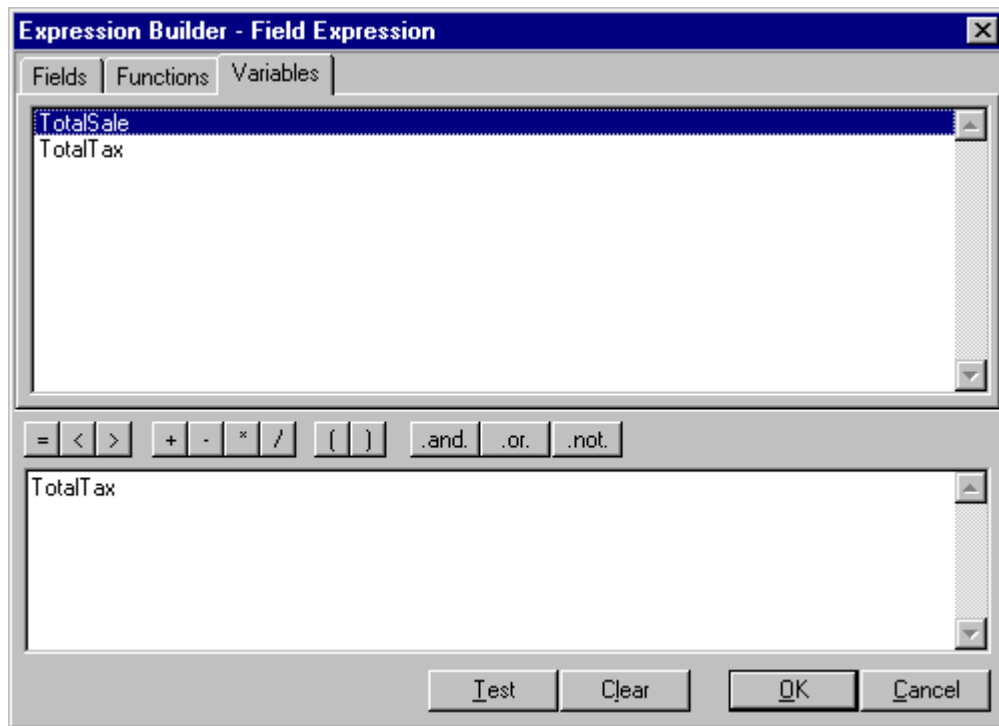 Expression Builder - Field Expression
Fields Functions Variables
TotalSale
TotalTax
= < > + - * / ( ) .and. .or. .not.
TotalTax
Test Clear OK Cancel